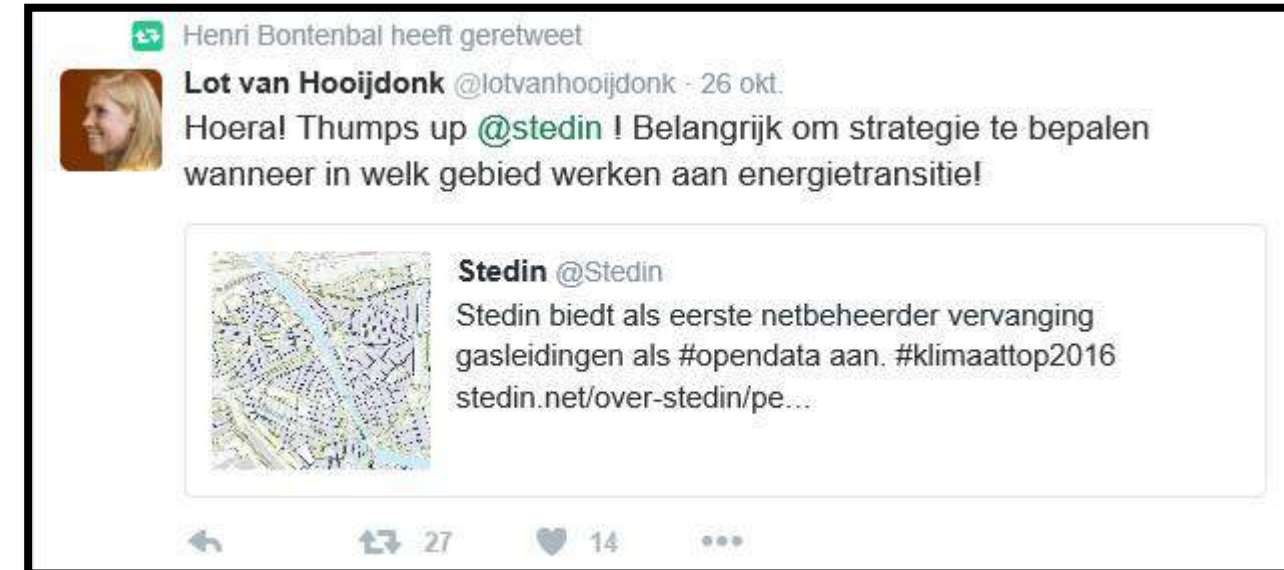 Henri Bontenbal heeft geretweet
Lot van Hooijdonk @lotvanhooijdonk · 26 okt.
Hoera! Thumps up @stedin ! Belangrijk om strategie te bepalen
wanneer in welk gebied werken aan energietransitie!
Stedin @Stedin
Stedin biedt als eerste netbeheerder vervanging
gasleidingen als #opendata aan. #klimaattop2016
stedin.net/over-stedin/pe...
27 14